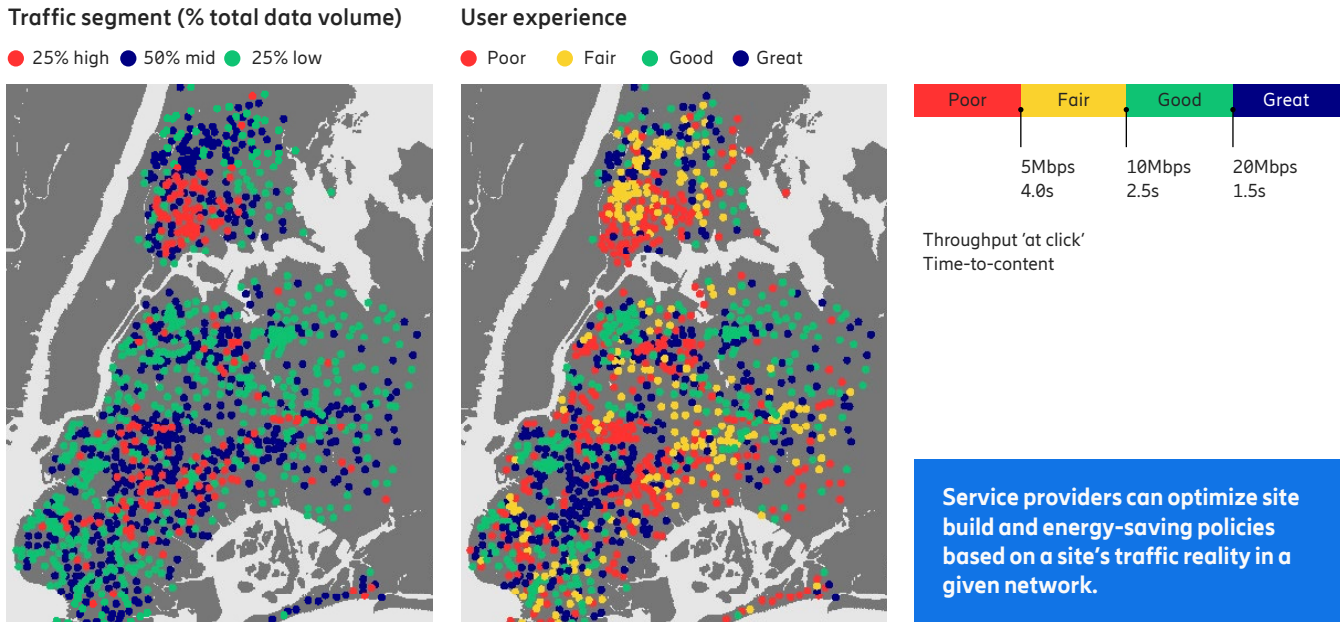 Traffic segment (% total data volume)
25% high 50% mid 25% low
User experience
Poor Fair Good Great
Poor Fair Good Great
5Mbps 10Mbps 20Mbps
4.0s 2.5s 1.5s
Throughput ‘at click’
Time-to-content
Service providers can optimize site
build and energy-saving policies
based on a site’s traffic reality in a
given network.